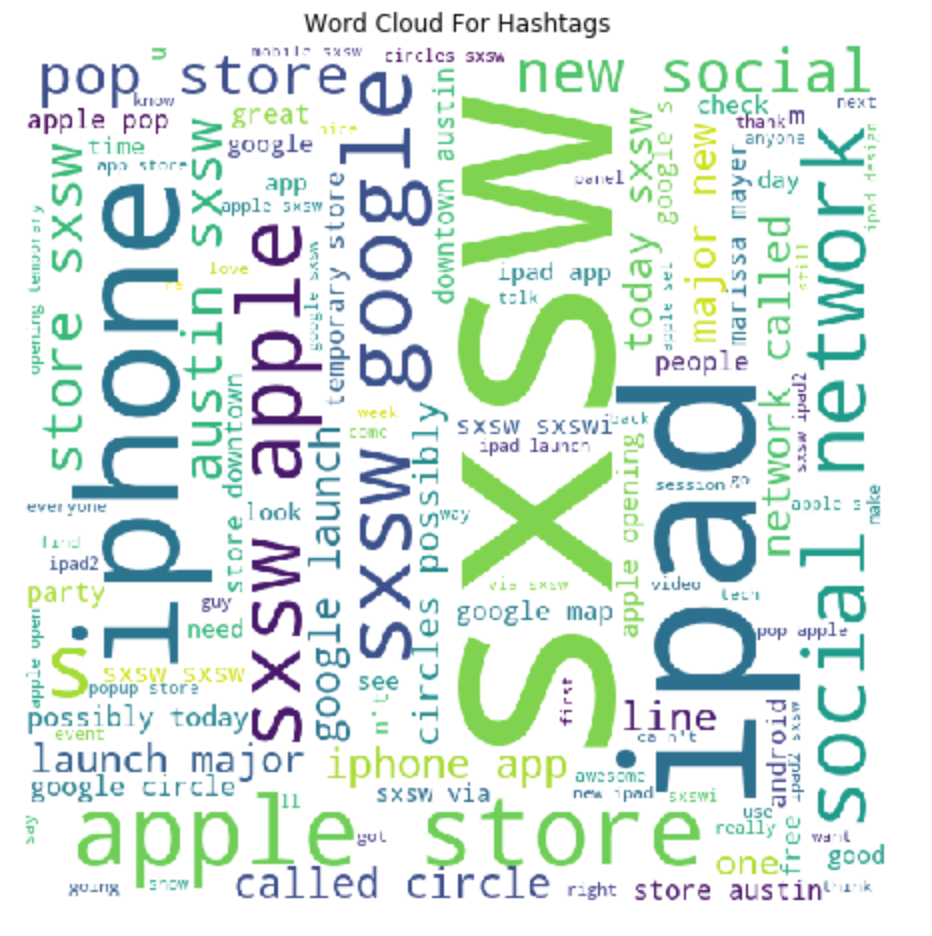 Word Cloud For Hashtags
u
mobile sxsw
circles sxsw
pop store
new social
know
apple pop
great
nice
google
time
app store
app
apple sxsw
check
next
thank
m
anyone
panel
day
love
re
google sxsw
store sxsw
iphone
austin sxsw
opening temporary
sxsw apple
temporary store
sxsw google
downtown austin
sxsw
ipad app
talk
today sxsw
google s
apple sei
major new
marissa mayer
network called
still
social network
ipad design
people
store downtown
google launch
week
come
circles possibly
sxsw sxswi
back
ipad launch
ipad
sxsw ipad2
session
go
apple s
make
everyone
look
way
find
ipad2
via sxsw
apple opening
video
tech
party
guy
need
google map
pop apple
apple open
s
sxsw sxsw
popup store
see
n't
first
line
ca n't
android
ipad2 sxsw
possibly today
event
launch major
iphone app
awesome
google circle
sxsw via
new ipad
sxswi
use
free
11
say
apple store
got
really
want
one
good
going
show
called circle
right
store austin
think